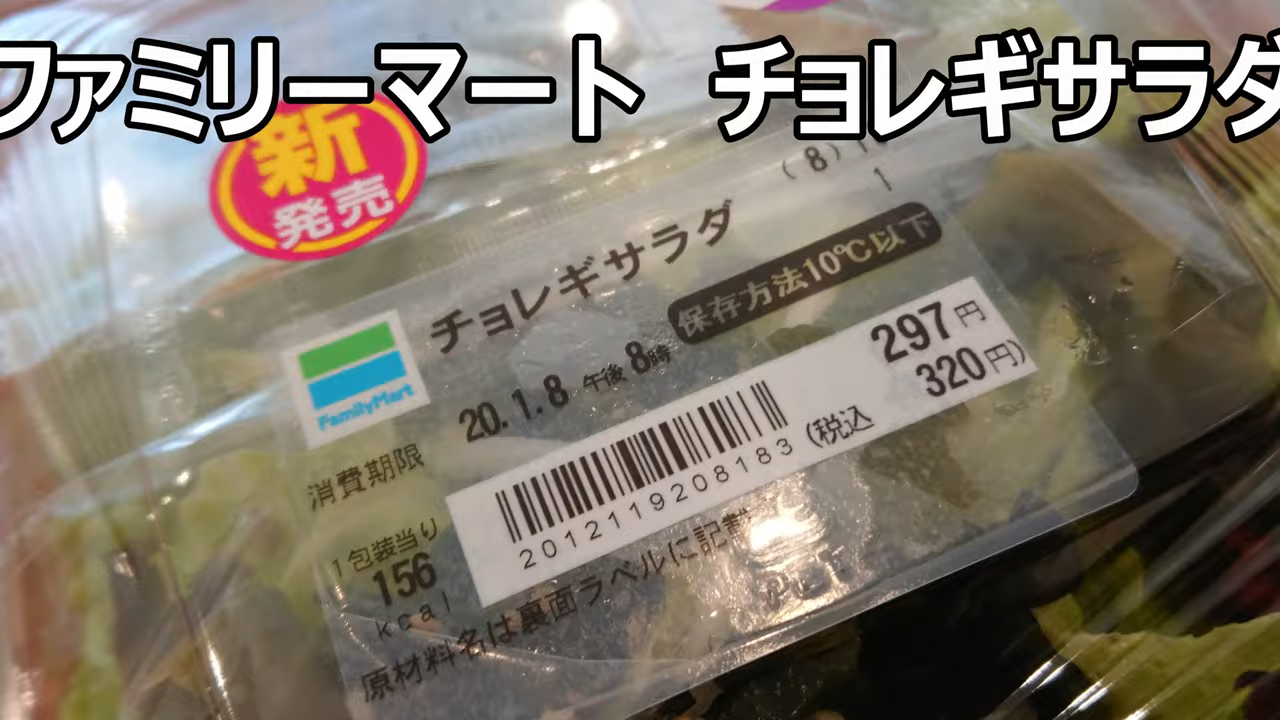 ファミリーマート　チョレギサラダ
新
発売
(8)
1
チョレギサラダ
保存方法10℃以下
FamilyMart
消費期限
20.1.8 午後8時
297円
(税込 320円)
2012119208183
1包装当り
156
kcal
原材料名は裏面ラベルに記載